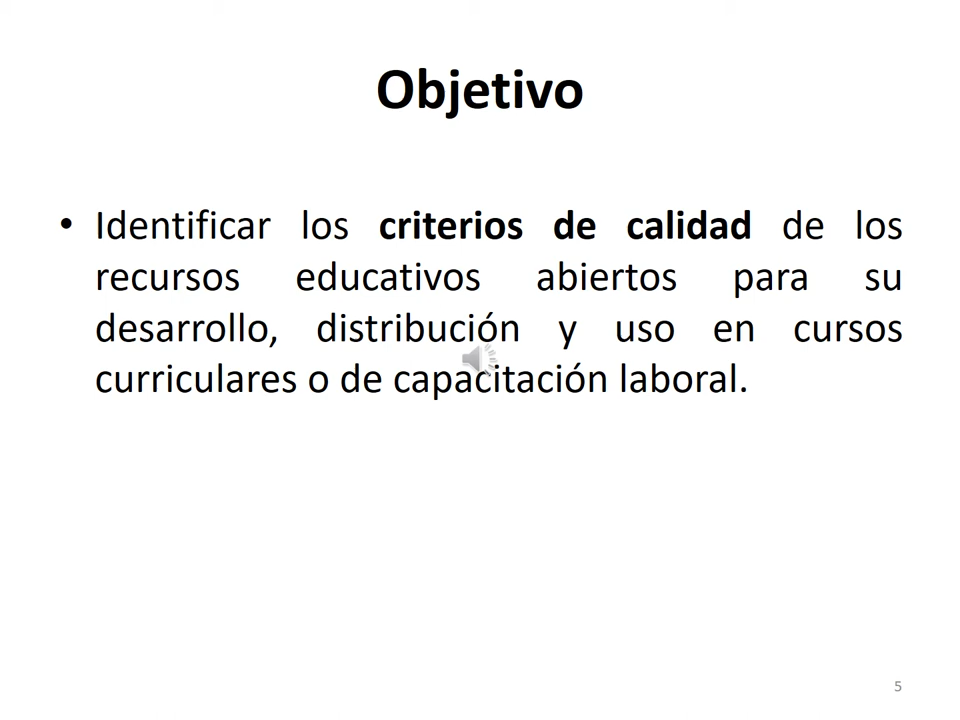 Objetivo
• Identificar los criterios de calidad de los
recursos educativos abiertos para su
desarrollo, distribución y uso en cursos
curriculares o de capacitación laboral.
5